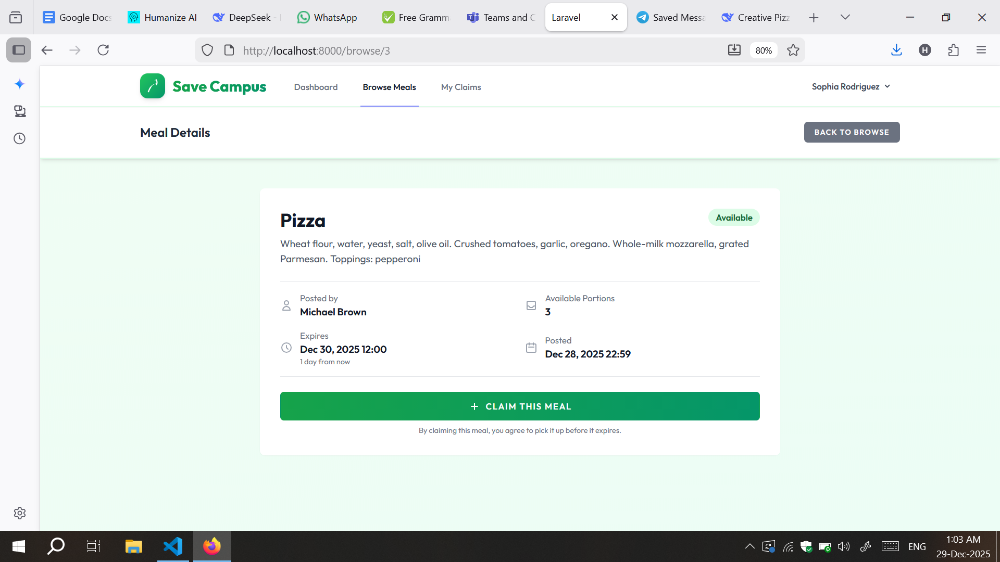 Google Docs
Humanize AI
DeepSeek -
WhatsApp
Free Gramm
Teams and C
Laravel
Saved Messa
Creative Pizz
http://localhost:8000/browse/3
80%
H
Save Campus
Dashboard
Browse Meals
My Claims
Sophia Rodriguez
Meal Details
BACK TO BROWSE
Pizza
Available
Wheat flour, water, yeast, salt, olive oil. Crushed tomatoes, garlic, oregano. Whole-milk mozzarella, grated
Parmesan. Toppings: pepperoni
Posted by
Michael Brown
Available Portions
3
Expires
Dec 30, 2025 12:00
1 day from now
Posted
Dec 28, 2025 22:59
+ CLAIM THIS MEAL
By claiming this meal, you agree to pick it up before it expires.
ENG
1:03 AM
29-Dec-2025